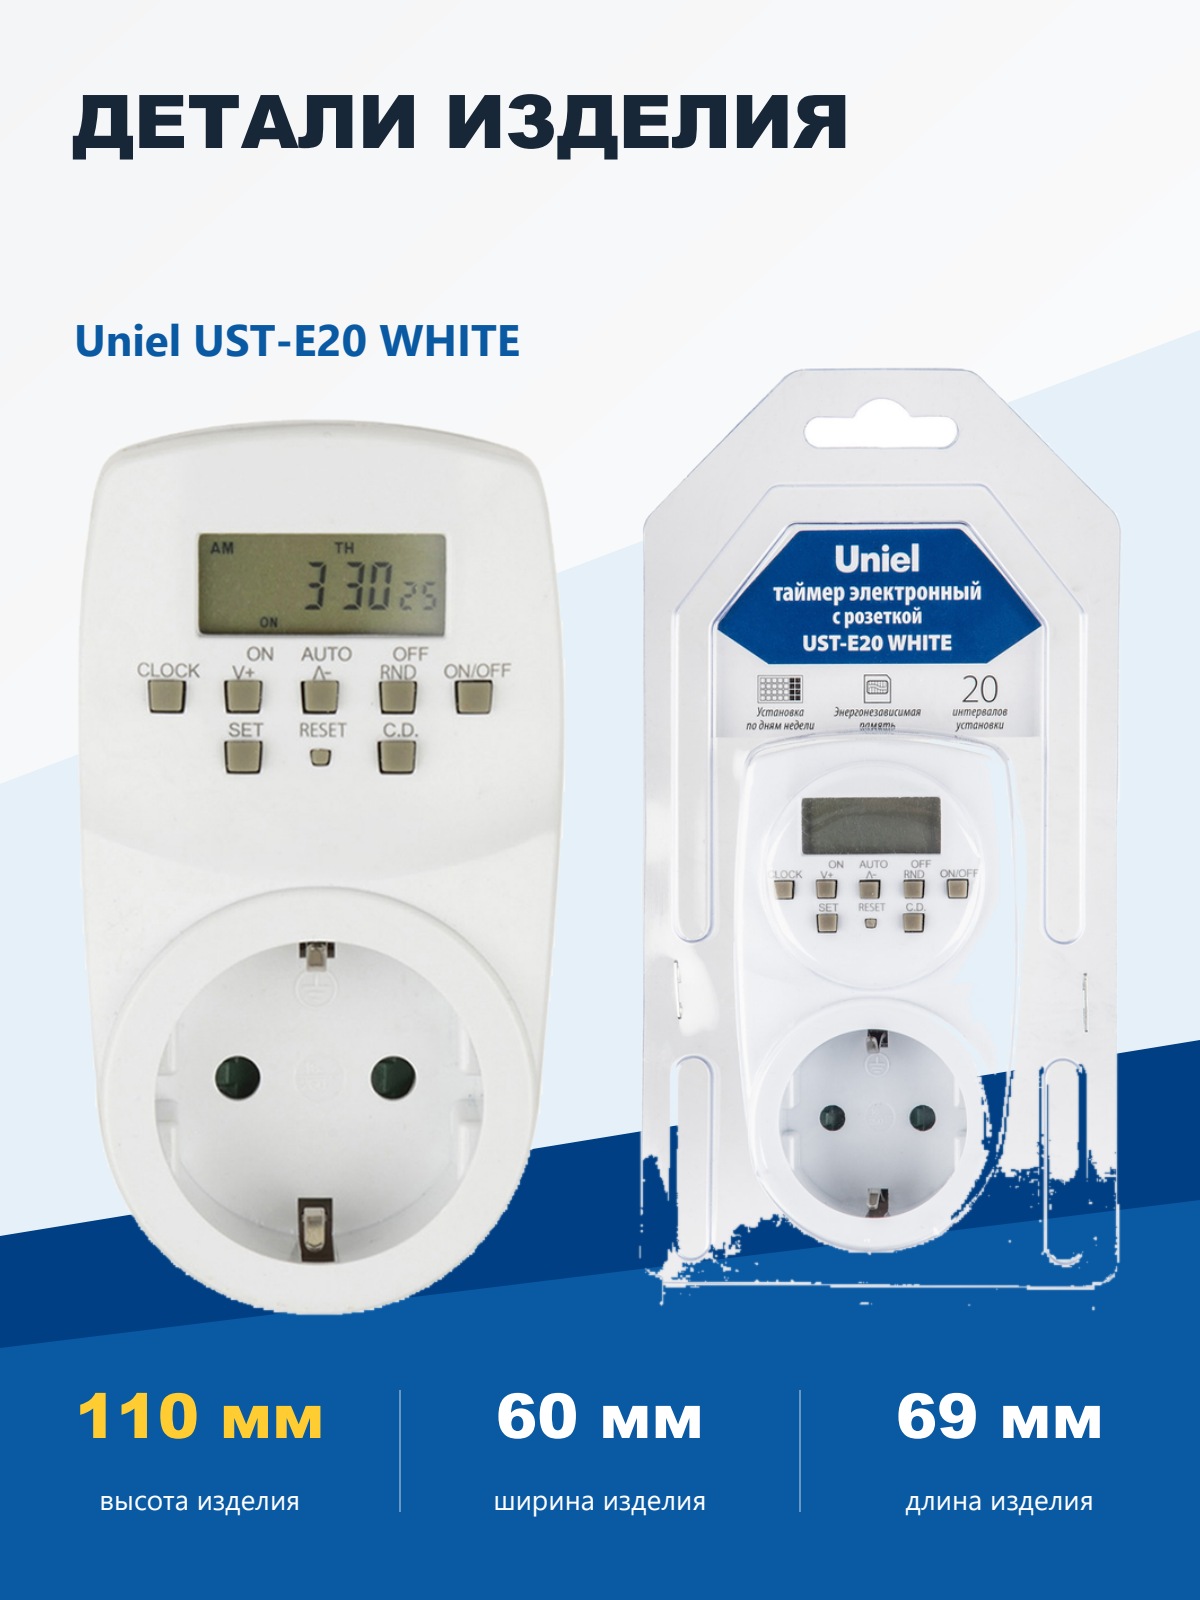 ДЕТАЛИ ИЗДЕЛИЯ
Uniel UST-E20 WHITE
AM TH
3 30 25
ON
ON AUTO OFF
CLOCK V+ Λ- RND ON/OFF
SET RESET C.D.
Uniel
таймер электронный
с розеткой
UST-E20 WHITE
20
Установка
по дням недели
Энергонезависимая
память
интервалов
установки
ON AUTO OFF
CLOCK V+ Λ- RND ON/OFF
SET RESET C.D.
110 мм
высота изделия
60 мм
ширина изделия
69 мм
длина изделия